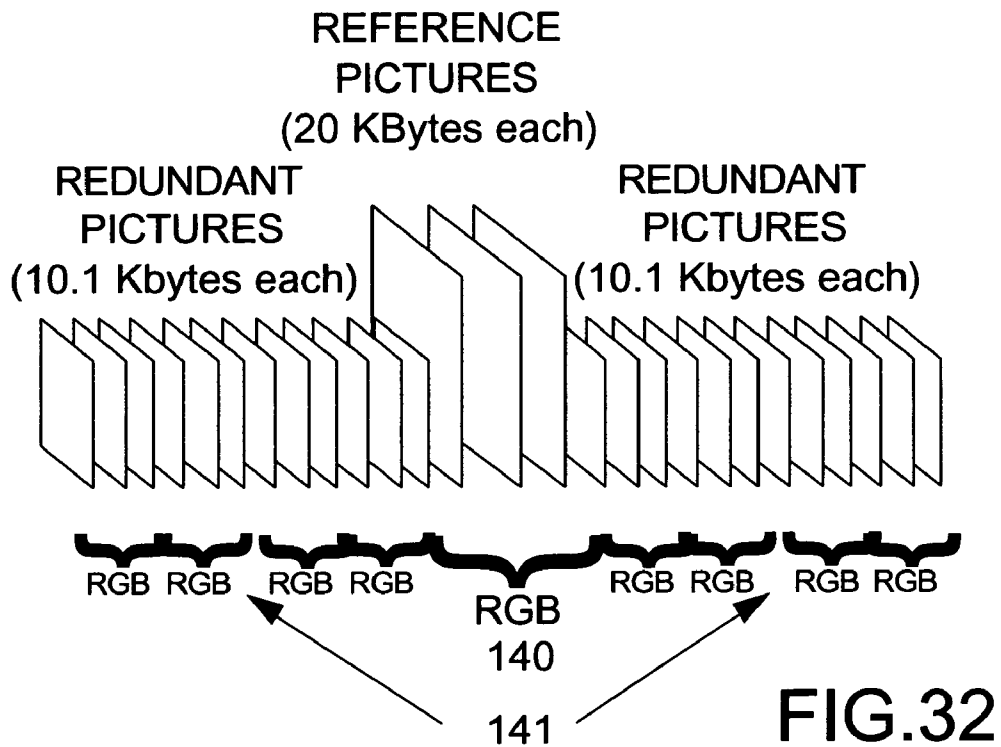 REFERENCE
PICTURES
(20 KBytes each)
REDUNDANT
PICTURES
(10.1 Kbytes each)
REDUNDANT
PICTURES
(10.1 Kbytes each)
RGB RGB RGB RGB RGB RGB RGB RGB RGB
140
141
FIG.32